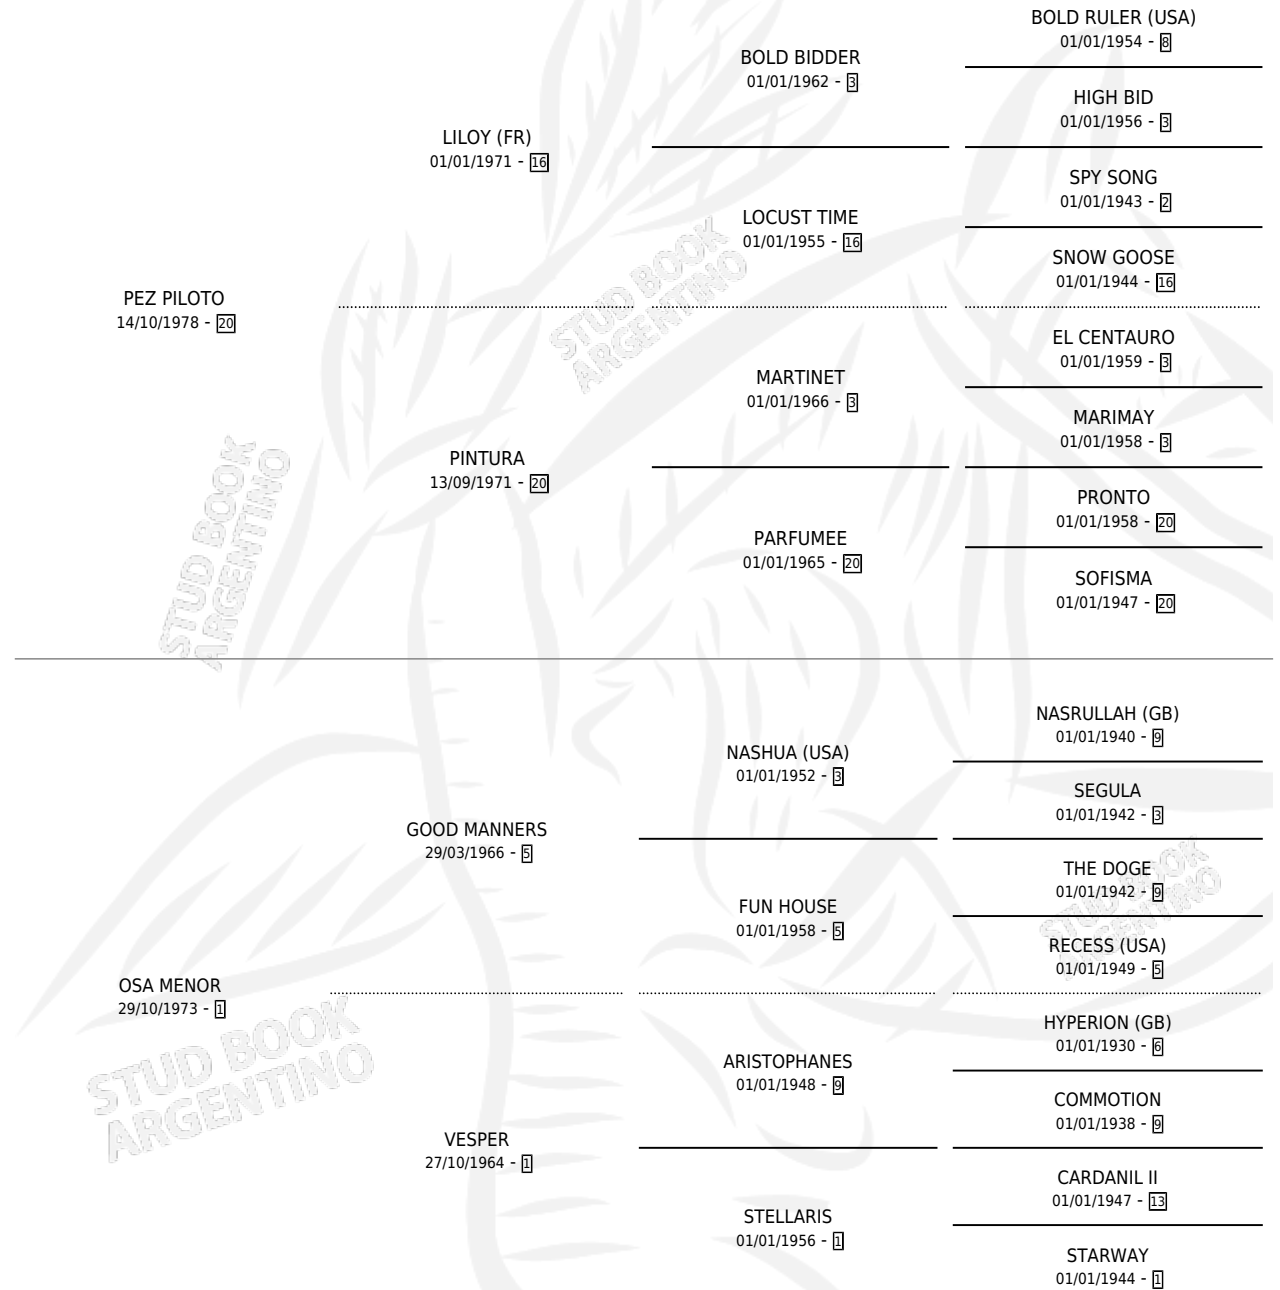 BOLD RULER (USA)
01/01/1954 - 8
BOLD BIDDER
01/01/1962 - 3
HIGH BID
01/01/1956 - 3
LILOY (FR)
01/01/1971 - 16
SPY SONG
01/01/1943 - 2
LOCUST TIME
01/01/1955 - 16
SNOW GOOSE
01/01/1944 - 16
PEZ PILOTO
14/10/1978 - 20
STUD BOOK
ARGENTINO
EL CENTAURO
01/01/1959 - 3
MARTINET
01/01/1966 - 3
MARIMAY
01/01/1958 - 3
PINTURA
13/09/1971 - 20
PRONTO
01/01/1958 - 20
PARFUMEE
01/01/1965 - 20
SOFISMA
01/01/1947 - 20
STUD BOOK
ARGENTINO
NASRULLAH (GB)
01/01/1940 - 9
NASHUA (USA)
01/01/1952 - 3
SEGULA
01/01/1942 - 3
GOOD MANNERS
29/03/1966 - 5
THE DOGE
01/01/1942 - 9
FUN HOUSE
01/01/1958 - 5
STUD BOOK
ARGENTINO
RECESS (USA)
01/01/1949 - 5
OSA MENOR
29/10/1973 - 1
HYPERION (GB)
01/01/1930 - 6
STUD BOOK
ARGENTINO
ARISTOPHANES
01/01/1948 - 9
COMMOTION
01/01/1938 - 9
VESPER
27/10/1964 - 1
CARDANIL II
01/01/1947 - 13
STELLARIS
01/01/1956 - 1
STARWAY
01/01/1944 - 1